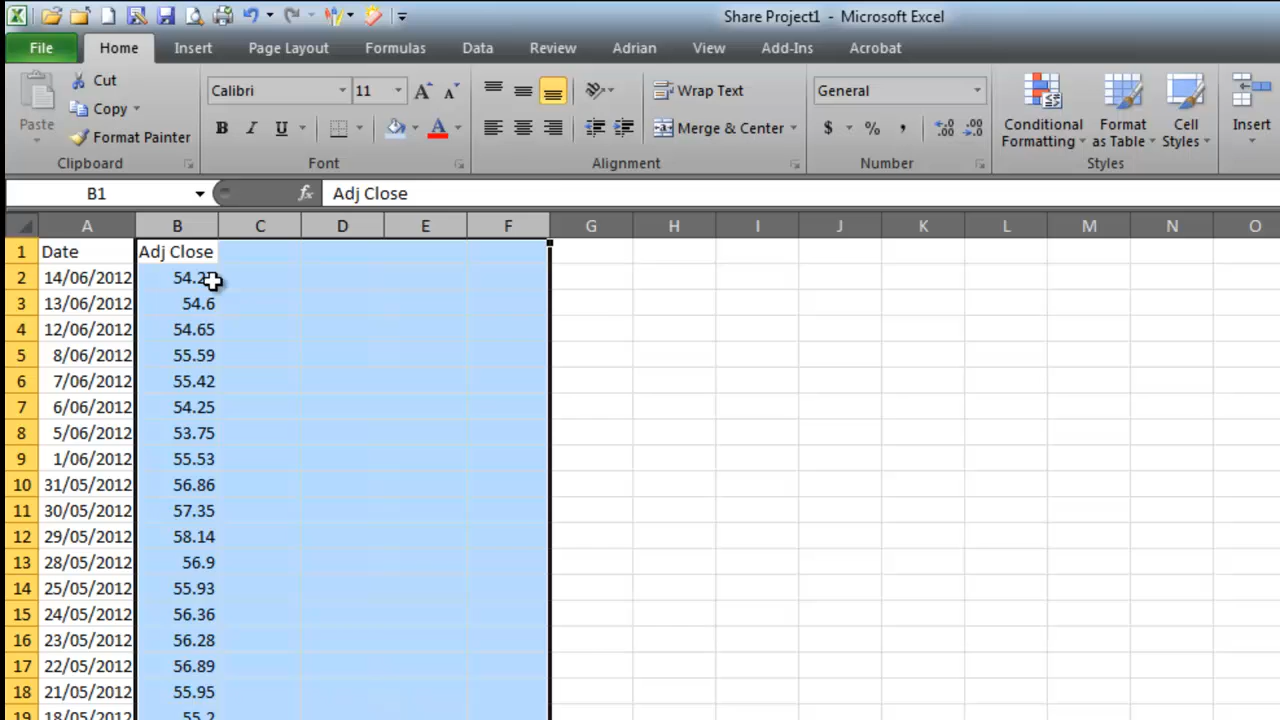 Share Project1 - Microsoft Excel
File Home Insert Page Layout Formulas Data Review Adrian View Add-Ins Acrobat
Paste
Cut
Copy
Format Painter
Clipboard
Calibri 11
B I U A
Font
Wrap Text
Merge & Center
Alignment
General
$ % ,
Number
Conditional Formatting
Format as Table
Cell Styles
Styles
Insert
B1 fx Adj Close
A B C D E F G H I J K L M N O
1 Date Adj Close
2 14/06/2012
3 13/06/2012 54.6
4 12/06/2012 54.65
5 8/06/2012 55.59
6 7/06/2012 55.42
7 6/06/2012 54.25
8 5/06/2012 53.75
9 1/06/2012 55.53
10 31/05/2012 56.86
11 30/05/2012 57.35
12 29/05/2012 58.14
13 28/05/2012 56.9
14 25/05/2012 55.93
15 24/05/2012 56.36
16 23/05/2012 56.28
17 22/05/2012 56.89
18 21/05/2012 55.95
19 18/05/2012 55.2